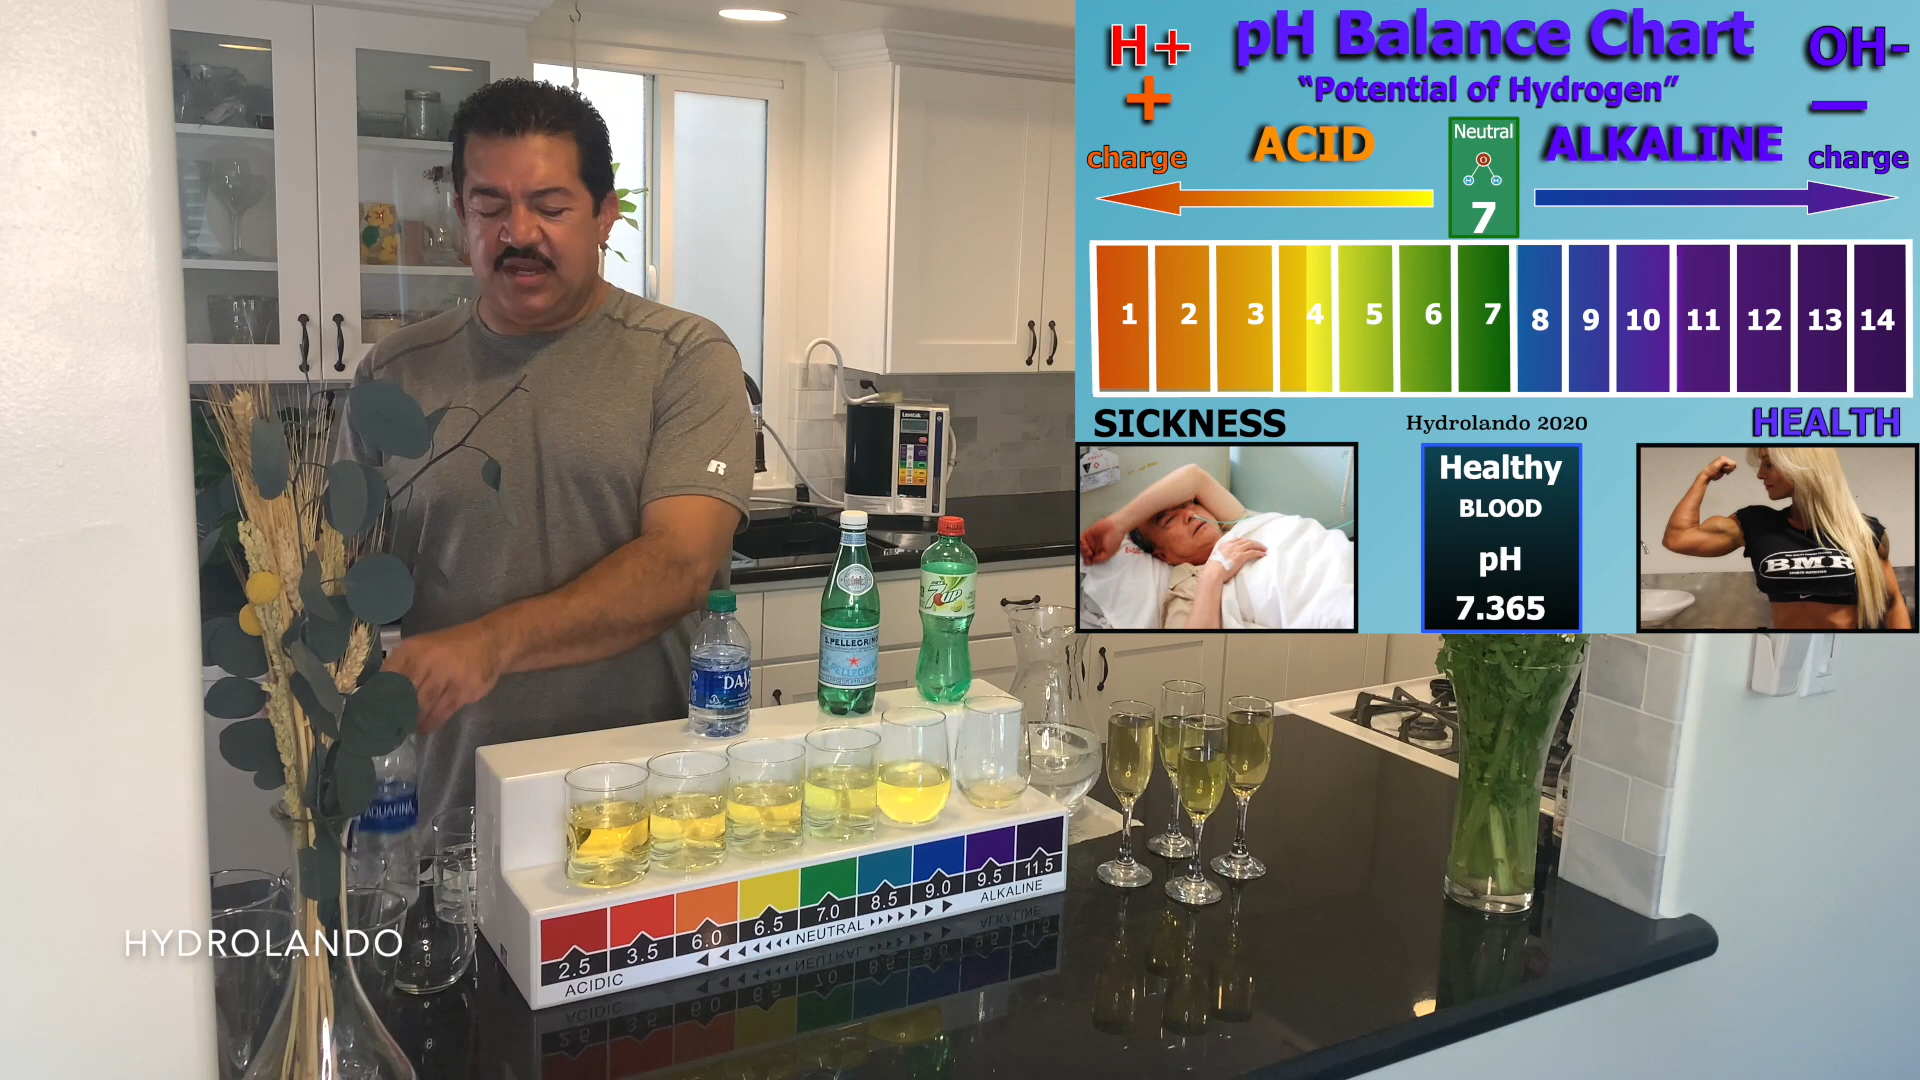 H+
pH Balance Chart
OH-
+
"Potential of Hydrogen"
—
charge
ACID
Neutral
ALKALINE
charge
7
1 2 3 4 5 6 7 8 9 10 11 12 13 14
SICKNESS
Hydrolando 2020
HEALTH
Healthy
BLOOD
pH
7.365
BMR
R
7UP
S.PELLEGRINO
DAS
AQUAFINA
2.5 3.5 6.0 6.5 7.0 8.5 9.0 9.5 11.5
ACIDIC NEUTRAL ALKALINE
HYDROLANDO